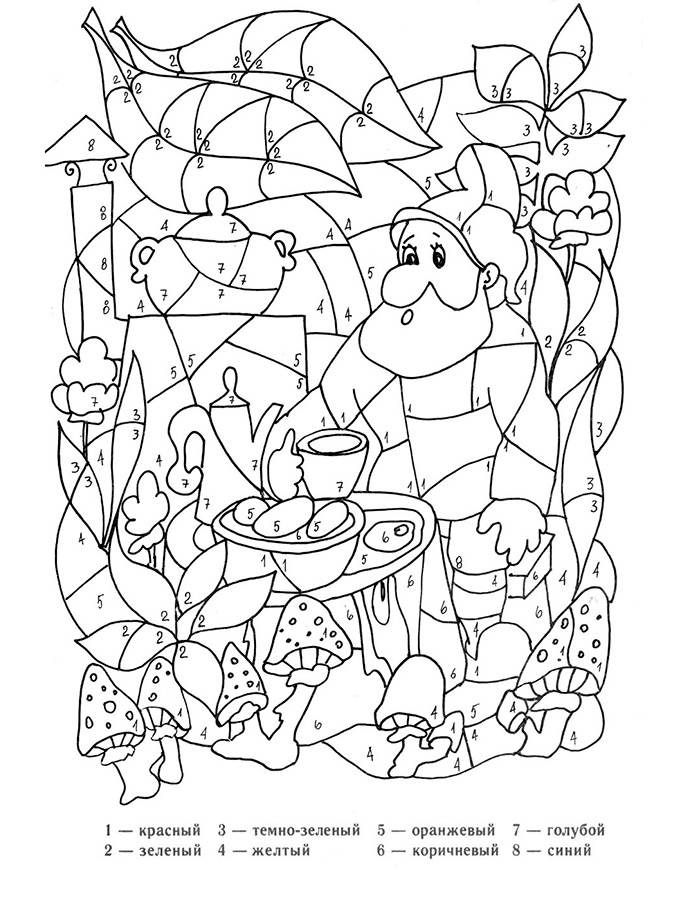 1 — красный 3 — темно-зеленый 5 — оранжевый 7 — голубой
2 — зеленый 4 — желтый 6 — коричневый 8 — синий